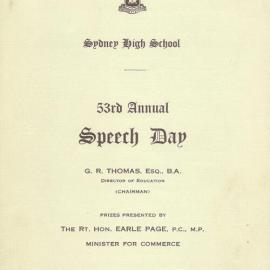 Sydney High School
53rd Annual
Speech Day
G. R. THOMAS, ESQ., B.A.
DIRECTOR OF EDUCATION
(CHAIRMAN)
PRIZES PRESENTED BY
THE RT. HON. EARLE PAGE, P.C., M.P.
MINISTER FOR COMMERCE